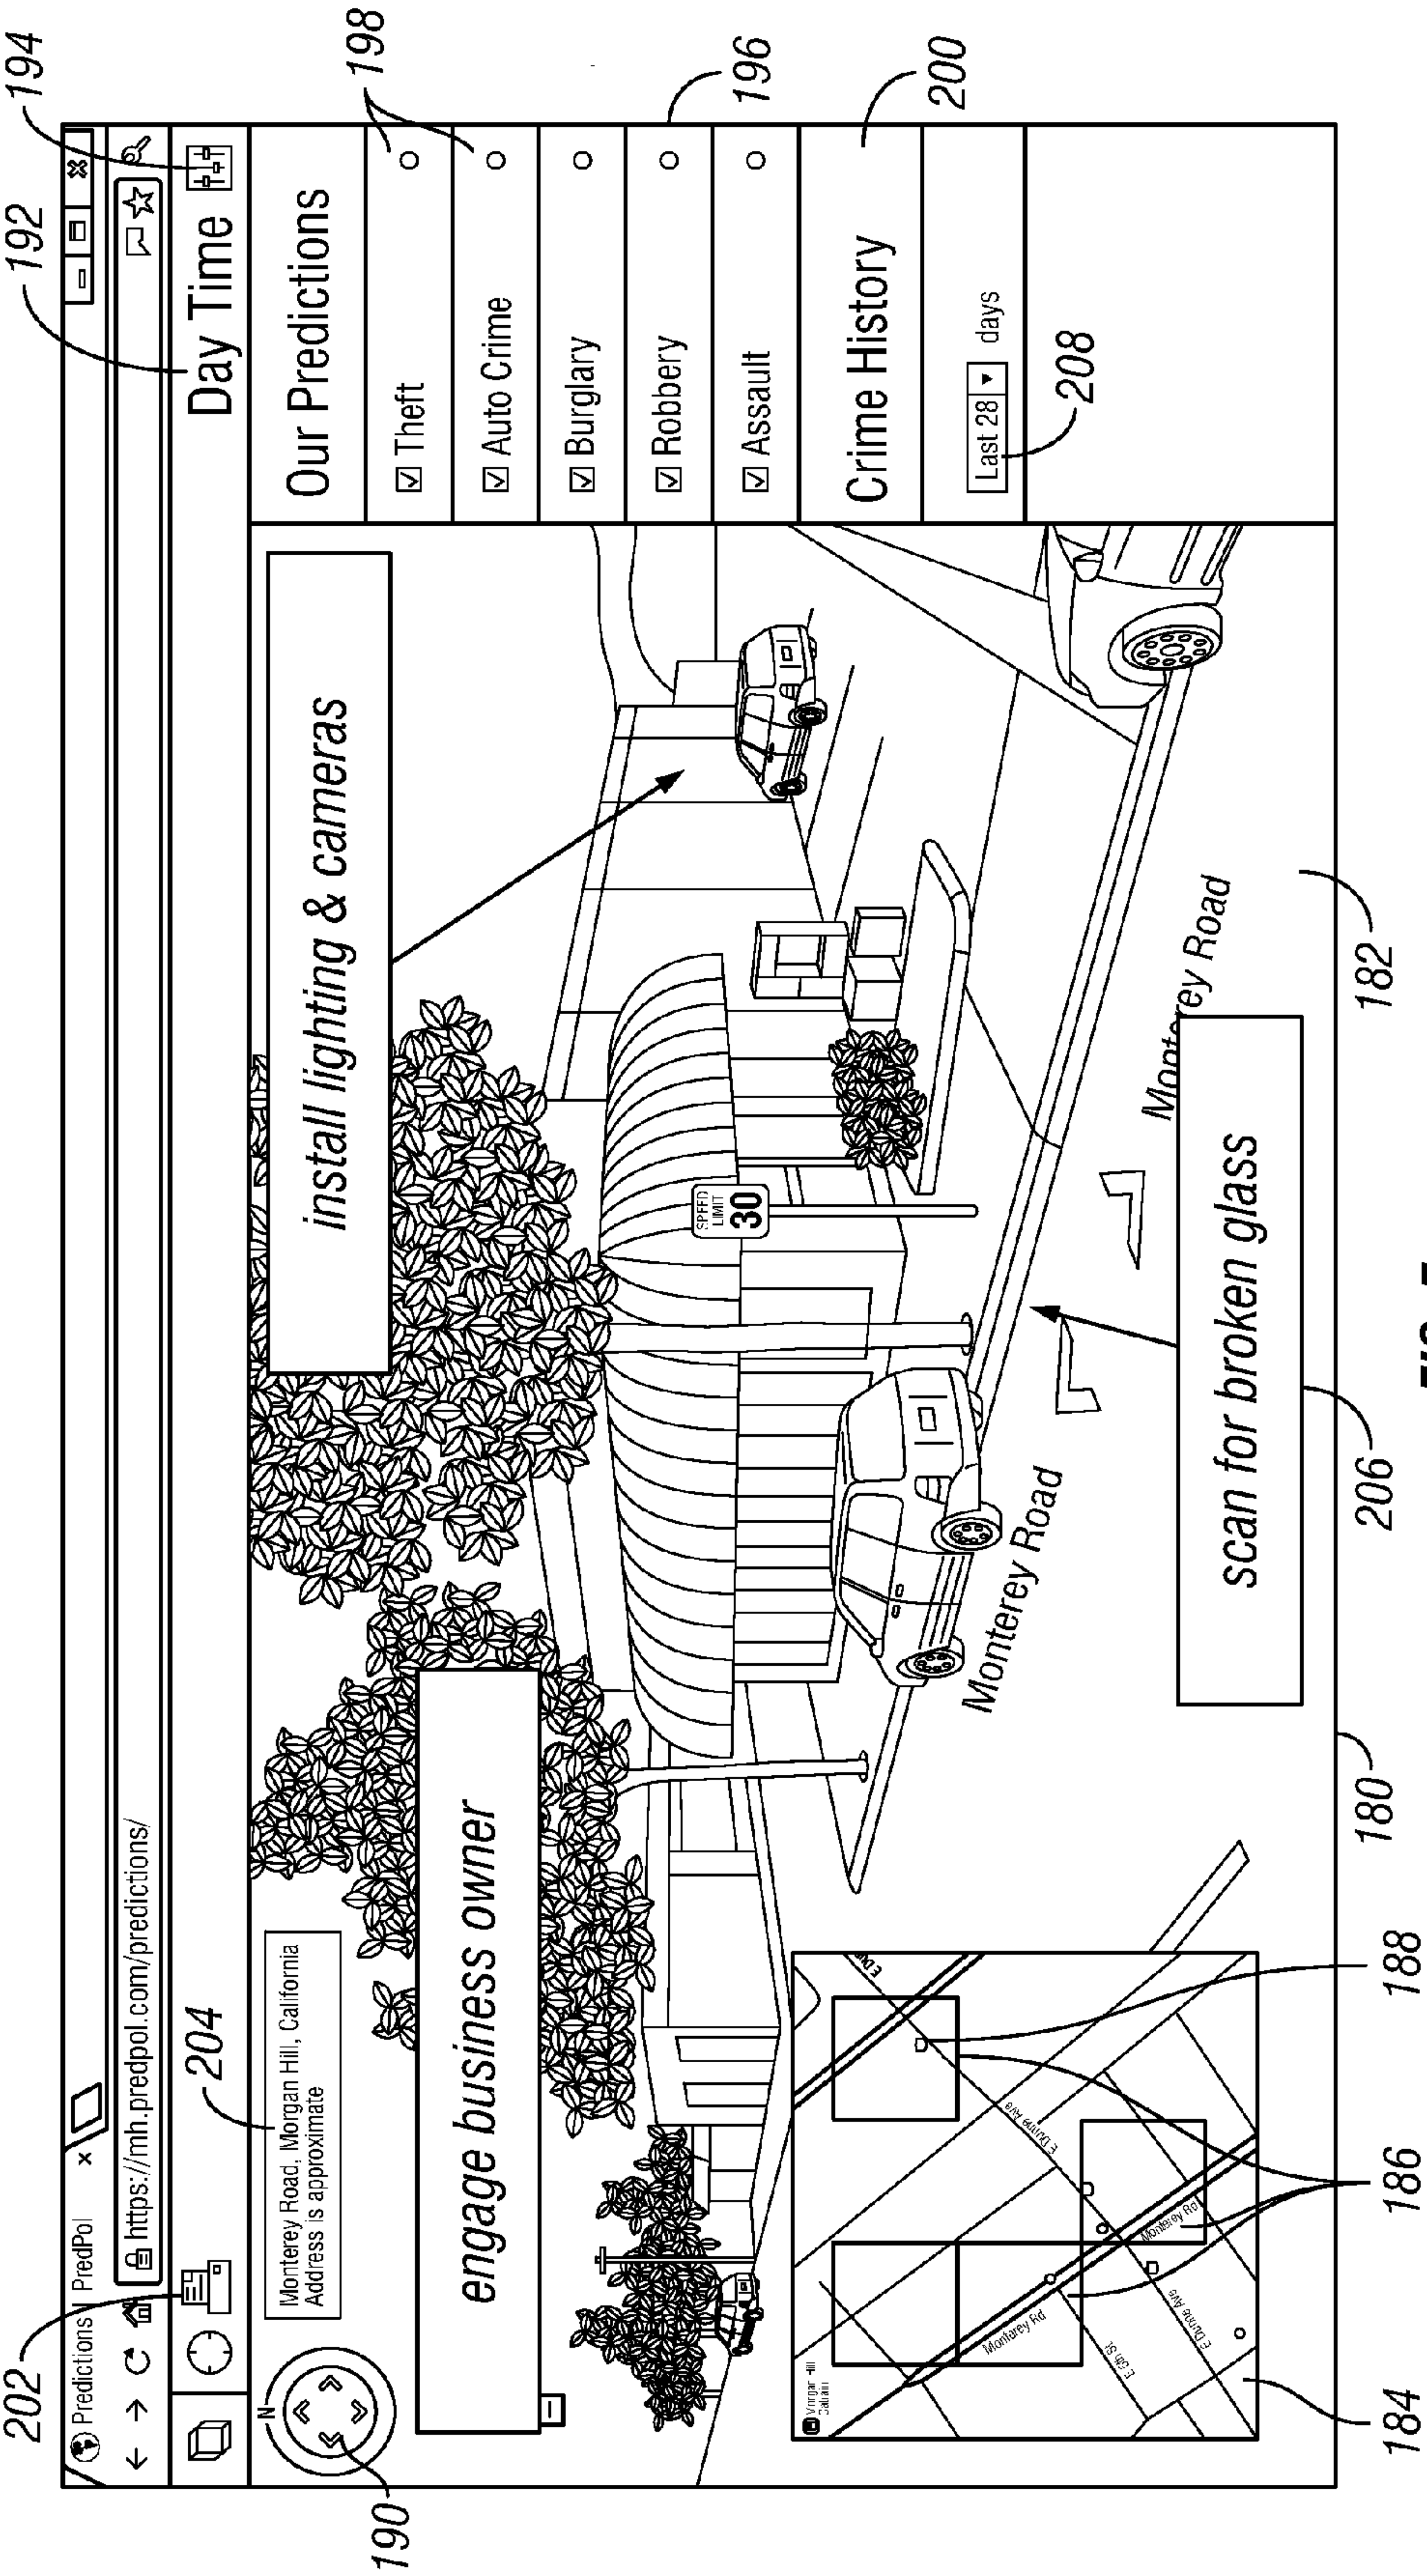 202
192
194
Predictions | PredPol
x
https://mh.predpol.com/predictions/
Day Time
204
N
Monterey Road, Morgan Hill, California
Address is approximate
190
install lighting & cameras
engage business owner
SPEED
LIMIT
30
Monterey Road
Monterey Road
scan for broken glass
Our Predictions
Theft
Auto Crime
Burglary
Robbery
Assault
Crime History
Last 28 days
198
196
200
208
Monterey Rd
Monterey Rd
E 5th St
E Dunne Ave
E Dunne Ave
184
186
188
180
206
182